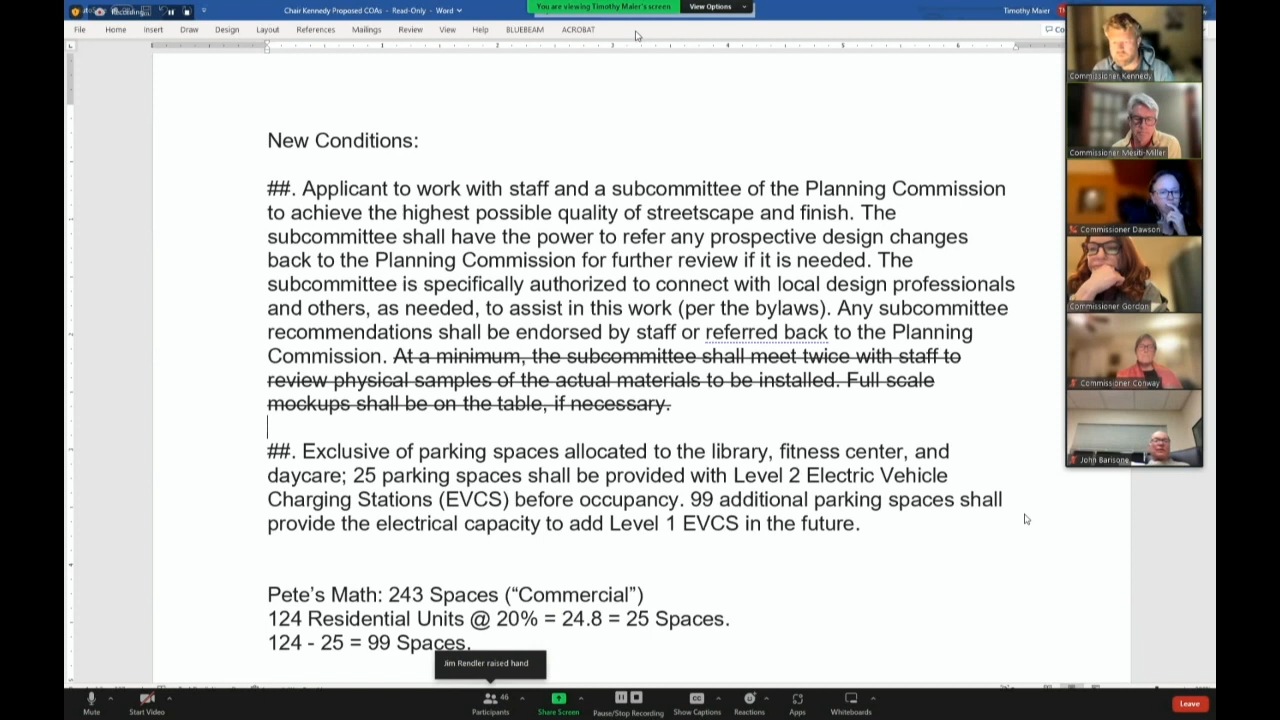 Recording...
Chair Kennedy Proposed COAs - Read-Only - Word
You are viewing Timothy Maier's screen
View Options
Timothy Maier
File Home Insert Draw Design Layout References Mailings Review View Help BLUEBEAM ACROBAT
New Conditions:
##. Applicant to work with staff and a subcommittee of the Planning Commission
to achieve the highest possible quality of streetscape and finish. The
subcommittee shall have the power to refer any prospective design changes
back to the Planning Commission for further review if it is needed. The
subcommittee is specifically authorized to connect with local design professionals
and others, as needed, to assist in this work (per the bylaws). Any subcommittee
recommendations shall be endorsed by staff or referred back to the Planning
Commission. At a minimum, the subcommittee shall meet twice with staff to
review physical samples of the actual materials to be installed. Full scale
mockups shall be on the table, if necessary.
##. Exclusive of parking spaces allocated to the library, fitness center, and
daycare; 25 parking spaces shall be provided with Level 2 Electric Vehicle
Charging Stations (EVCS) before occupancy. 99 additional parking spaces shall
provide the electrical capacity to add Level 1 EVCS in the future.
Pete's Math: 243 Spaces (“Commercial”)
124 Residential Units @ 20% = 24.8 = 25 Spaces.
124 - 25 = 99 Spaces.
Commissioner Kennedy
Commissioner Mesiti-Miller
Commissioner Dawson
Commissioner Gordon
Commissioner Conway
John Barisone
Jim Rendler raised hand
46
Mute Start Video Participants Share Screen Pause/Stop Recording Show Captions Reactions Apps Whiteboards Leave